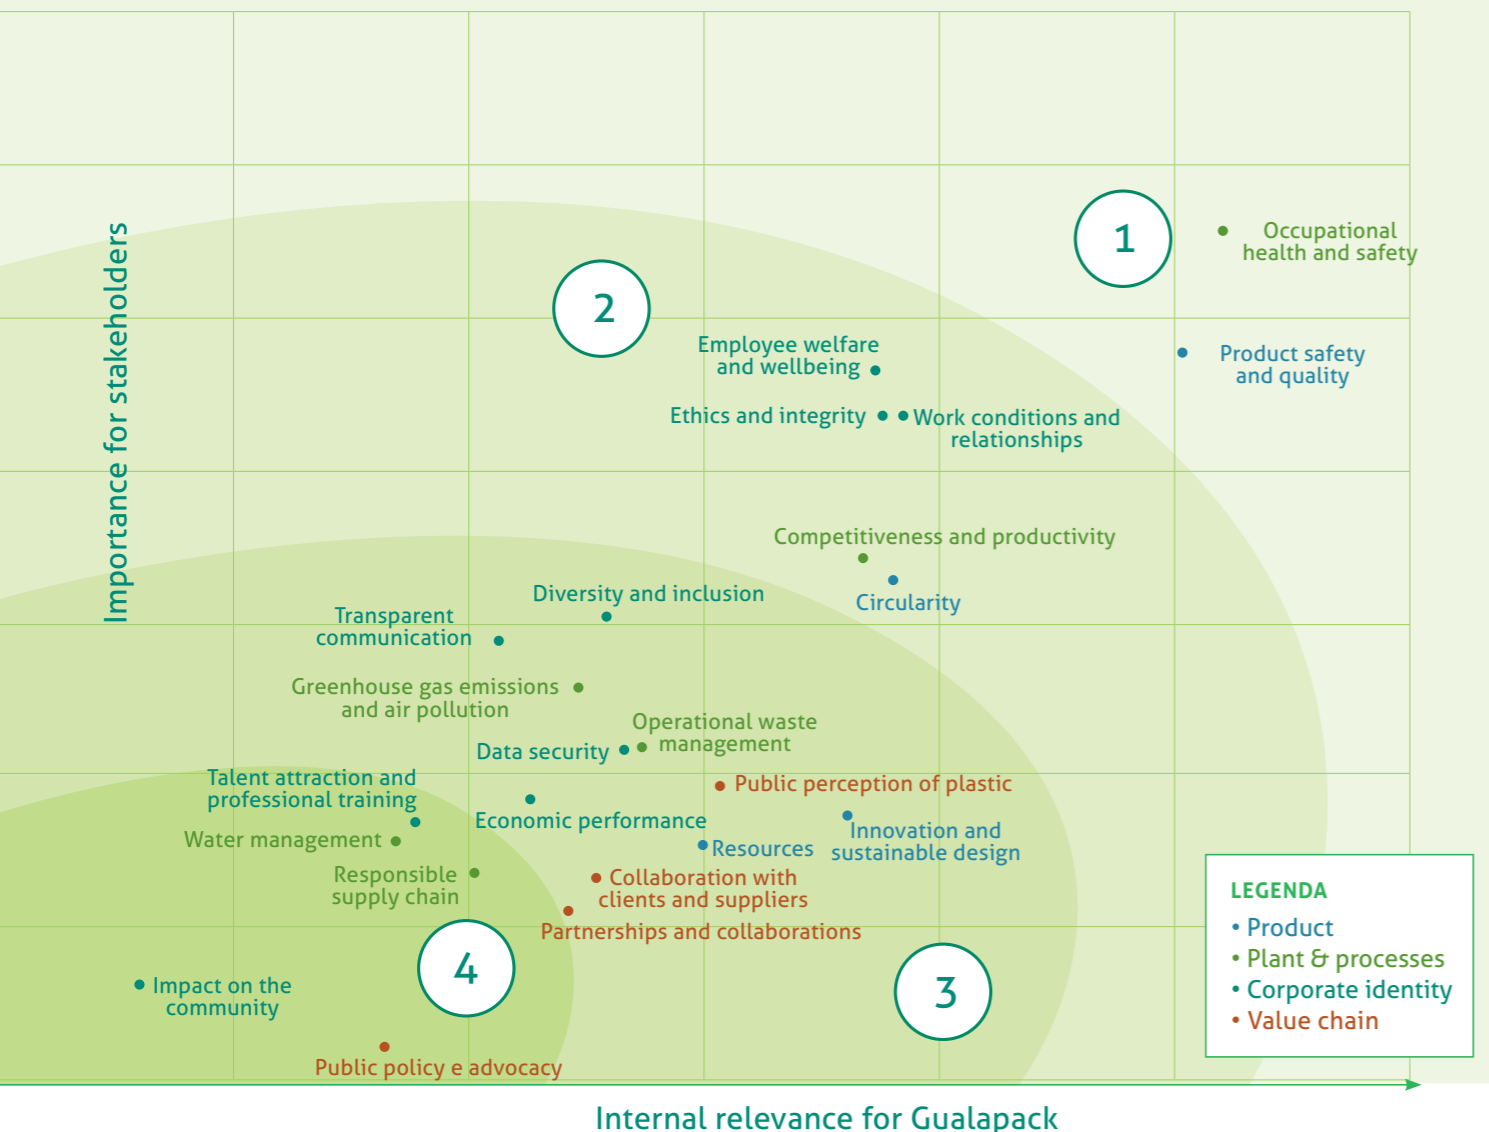 Importance for stakeholders
1
Occupational
health and safety
2
Employee welfare
and wellbeing
Product safety
and quality
Ethics and integrity
Work conditions and
relationships
Competitiveness and productivity
Circularity
Diversity and inclusion
Transparent
communication
Greenhouse gas emissions
and air pollution
Operational waste
management
Data security
Talent attraction and
professional training
Public perception of plastic
Economic performance
Water management
Innovation and
sustainable design
Resources
Responsible
supply chain
Collaboration with
clients and suppliers
Partnerships and collaborations
4
3
Impact on the
community
Public policy e advocacy
LEGENDA
• Product
• Plant & processes
• Corporate identity
• Value chain
Internal relevance for Gualapack